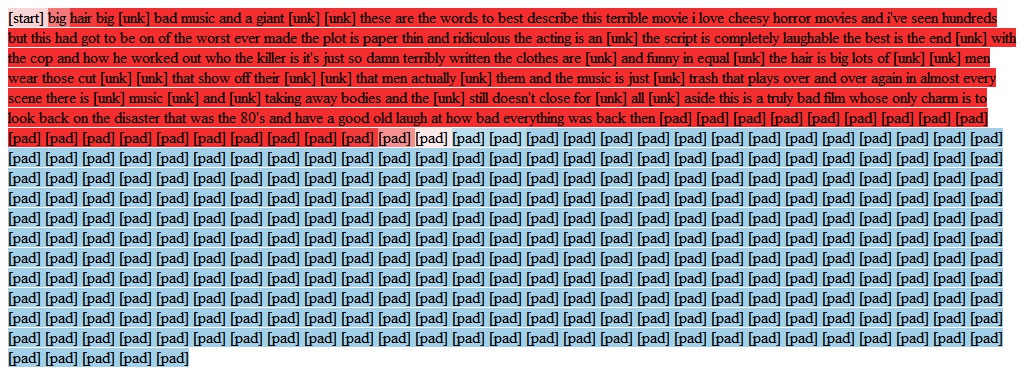 [start] big hair big [unk] bad music and a giant [unk] [unk] these are the words to best describe this terrible movie i love cheesy horror movies and i've seen hundreds
but this had got to be on of the worst ever made the plot is paper thin and ridiculous the acting is an [unk] the script is completely laughable the best is the end [unk] with
the cop and how he worked out who the killer is it's just so damn terribly written the clothes are [unk] and funny in equal [unk] the hair is big lots of [unk] [unk] men
wear those cut [unk] [unk] that show off their [unk] [unk] that men actually [unk] them and the music is just [unk] trash that plays over and over again in almost every
scene there is [unk] music [unk] and [unk] taking away bodies and the [unk] still doesn't close for [unk] all [unk] aside this is a truly bad film whose only charm is to
look back on the disaster that was the 80's and have a good old laugh at how bad everything was back then [pad] [pad] [pad] [pad] [pad] [pad] [pad] [pad] [pad]
[pad] [pad] [pad] [pad] [pad] [pad] [pad] [pad] [pad] [pad] [pad] [pad] [pad] [pad] [pad] [pad] [pad] [pad] [pad] [pad] [pad] [pad] [pad] [pad] [pad] [pad] [pad]
[pad] [pad] [pad] [pad] [pad] [pad] [pad] [pad] [pad] [pad] [pad] [pad] [pad] [pad] [pad] [pad] [pad] [pad] [pad] [pad] [pad] [pad] [pad] [pad] [pad] [pad] [pad]
[pad] [pad] [pad] [pad] [pad] [pad] [pad] [pad] [pad] [pad] [pad] [pad] [pad] [pad] [pad] [pad] [pad] [pad] [pad] [pad] [pad] [pad] [pad] [pad] [pad] [pad] [pad]
[pad] [pad] [pad] [pad] [pad] [pad] [pad] [pad] [pad] [pad] [pad] [pad] [pad] [pad] [pad] [pad] [pad] [pad] [pad] [pad] [pad] [pad] [pad] [pad] [pad] [pad] [pad]
[pad] [pad] [pad] [pad] [pad] [pad] [pad] [pad] [pad] [pad] [pad] [pad] [pad] [pad] [pad] [pad] [pad] [pad] [pad] [pad] [pad] [pad] [pad] [pad] [pad] [pad] [pad]
[pad] [pad] [pad] [pad] [pad] [pad] [pad] [pad] [pad] [pad] [pad] [pad] [pad] [pad] [pad] [pad] [pad] [pad] [pad] [pad] [pad] [pad] [pad] [pad] [pad] [pad] [pad]
[pad] [pad] [pad] [pad] [pad] [pad] [pad] [pad] [pad] [pad] [pad] [pad] [pad] [pad] [pad] [pad] [pad] [pad] [pad] [pad] [pad] [pad] [pad] [pad] [pad] [pad] [pad]
[pad] [pad] [pad] [pad] [pad] [pad] [pad] [pad] [pad] [pad] [pad] [pad] [pad] [pad] [pad] [pad] [pad] [pad] [pad] [pad] [pad] [pad] [pad] [pad] [pad] [pad] [pad]
[pad] [pad] [pad] [pad] [pad] [pad] [pad] [pad] [pad] [pad] [pad] [pad] [pad] [pad] [pad] [pad] [pad] [pad] [pad] [pad] [pad] [pad] [pad] [pad] [pad] [pad] [pad]
[pad] [pad] [pad] [pad] [pad] [pad] [pad] [pad] [pad] [pad] [pad] [pad] [pad] [pad] [pad] [pad] [pad] [pad] [pad] [pad] [pad] [pad] [pad] [pad] [pad] [pad] [pad]
[pad] [pad] [pad] [pad] [pad] [pad] [pad] [pad] [pad] [pad] [pad] [pad] [pad] [pad] [pad] [pad] [pad] [pad] [pad] [pad] [pad] [pad] [pad] [pad] [pad] [pad] [pad]
[pad] [pad] [pad] [pad] [pad]